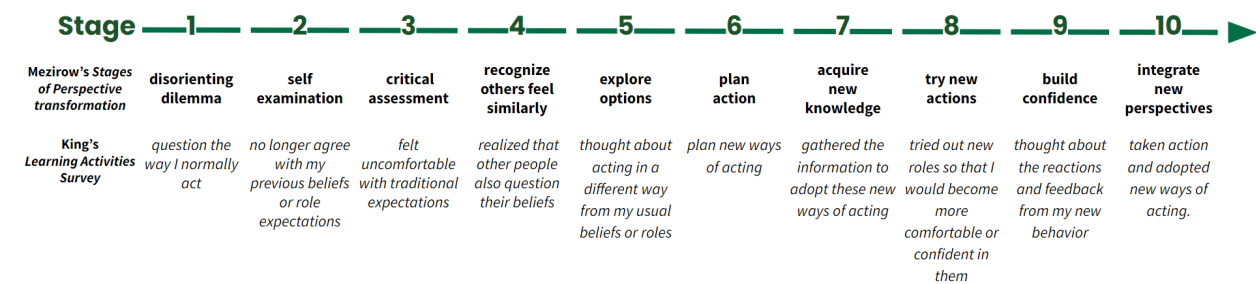 Stage 1 2 3 4 5 6 7 8 9 10
Mezirow's Stages
of Perspective
transformation
disorienting
dilemma
self
examination
critical
assessment
recognize
others feel
similarly
explore
options
plan
action
acquire
new
knowledge
try new
actions
build
confidence
integrate
new
perspectives
King's
Learning Activities
Survey
question the
way I normally
act
no longer agree
with my
previous beliefs
or role
expectations
felt
uncomfortable
with traditional
expectations
realized that
other people
also question
their beliefs
thought about
acting in a
different way
from my usual
beliefs or roles
plan new ways
of acting
gathered the
information to
adopt these new
ways of acting
tried out new
roles so that I
would become
more
comfortable or
confident in
them
thought about
the reactions
and feedback
from my new
behavior
taken action
and adopted
new ways of
acting.